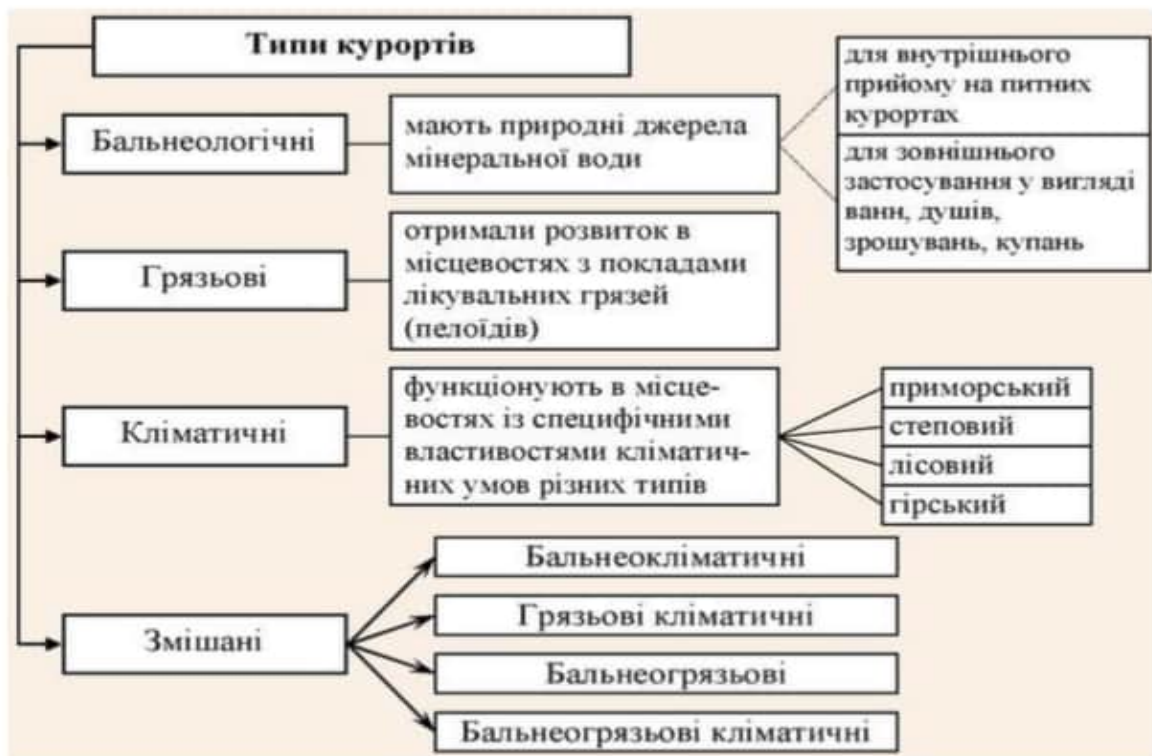 Типи курортів
Бальнеологічні
мають природні джерела
мінеральної води
для внутрішнього
прийому на питних
курортах
для зовнішнього
застосування у вигляді
ванн, душів,
зрошувань, купань
Грязьові
отримали розвиток в
місцевостях з покладами
лікувальних грязей
(пелоїдів)
Кліматичні
функціонують в місце-
востях із специфічними
властивостями кліматич-
них умов різних типів
приморський
степовий
лісовий
гірський
Змішані
Бальнеокліматичні
Грязьові кліматичні
Бальнеогрязьові
Бальнеогрязьові кліматичні